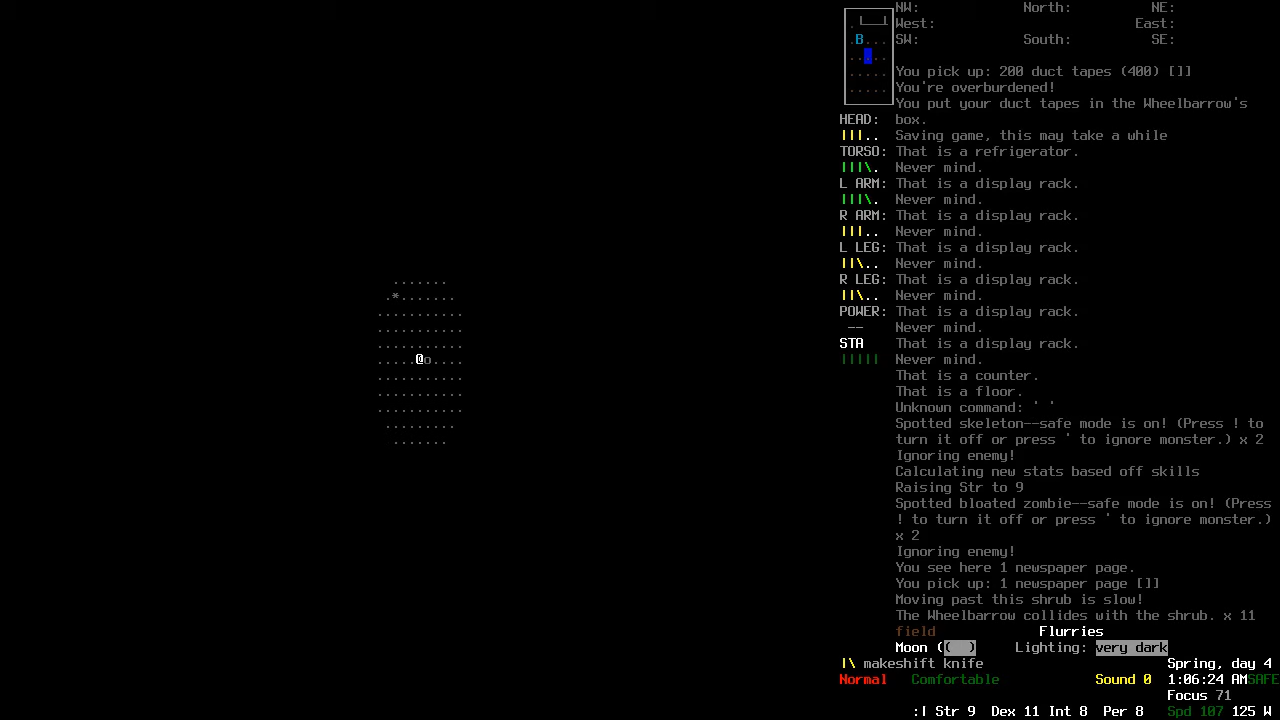 NW: North: NE:
West: East:
SW: South: SE:
You pick up: 200 duct tapes (400) []]
You're overburdened!
You put your duct tapes in the Wheelbarrow's
HEAD: box.
|||.. Saving game, this may take a while
TORSO: That is a refrigerator.
|||\. Never mind.
L ARM: That is a display rack.
|||\. Never mind.
R ARM: That is a display rack.
|||.. Never mind.
L LEG: That is a display rack.
||\.. Never mind.
R LEG: That is a display rack.
||\.. Never mind.
POWER: That is a display rack.
-- Never mind.
STA That is a display rack.
||||| Never mind.
That is a counter.
That is a floor.
Unknown command: ' '
Spotted skeleton--safe mode is on! (Press ! to
turn it off or press ' to ignore monster.) x 2
Ignoring enemy!
Calculating new stats based off skills
Raising Str to 9
Spotted bloated zombie--safe mode is on! (Press
! to turn it off or press ' to ignore monster.)
x 2
Ignoring enemy!
You see here 1 newspaper page.
You pick up: 1 newspaper page []]
Moving past this shrub is slow!
The Wheelbarrow collides with the shrub. x 11
field Flurries
Moon (( ) Lighting: very dark
|\ makeshift knife Spring, day 4
Normal Comfortable Sound 0 1:06:24 AMSAFE
Focus 71
:| Str 9 Dex 11 Int 8 Per 8 Spd 107 125 W